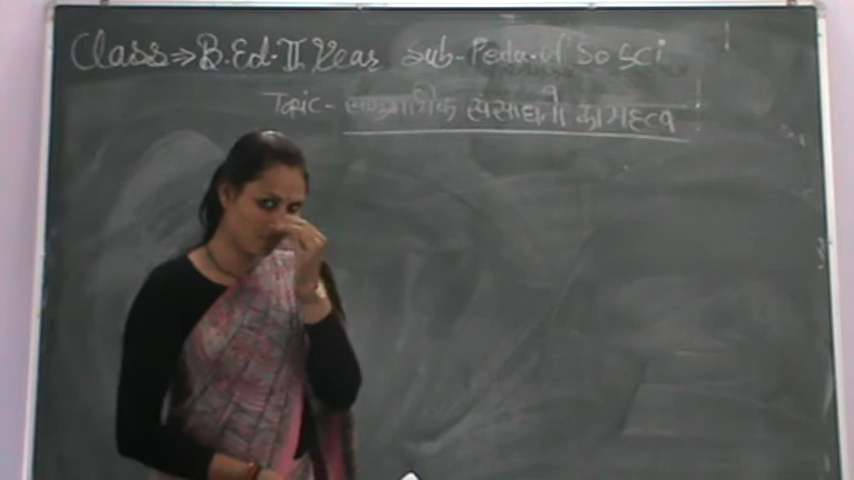 Class ⇒ B.Ed. II Year Sub - Peda. of So Sci
Topic - सामुदायिक संसाधनों का महत्व